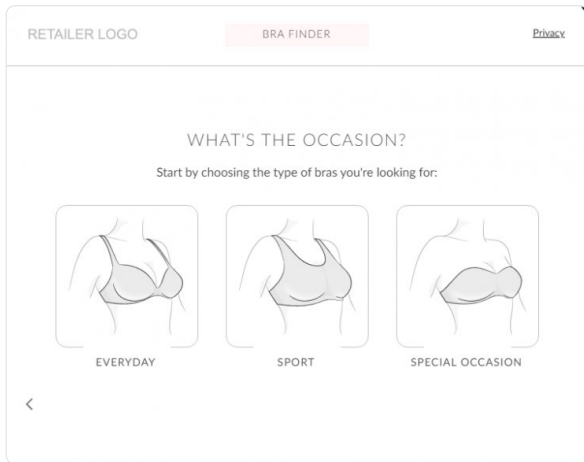 RETAILER LOGO
BRA FINDER
Privacy
WHAT'S THE OCCASION?
Start by choosing the type of bras you're looking for:
EVERYDAY
SPORT
SPECIAL OCCASION